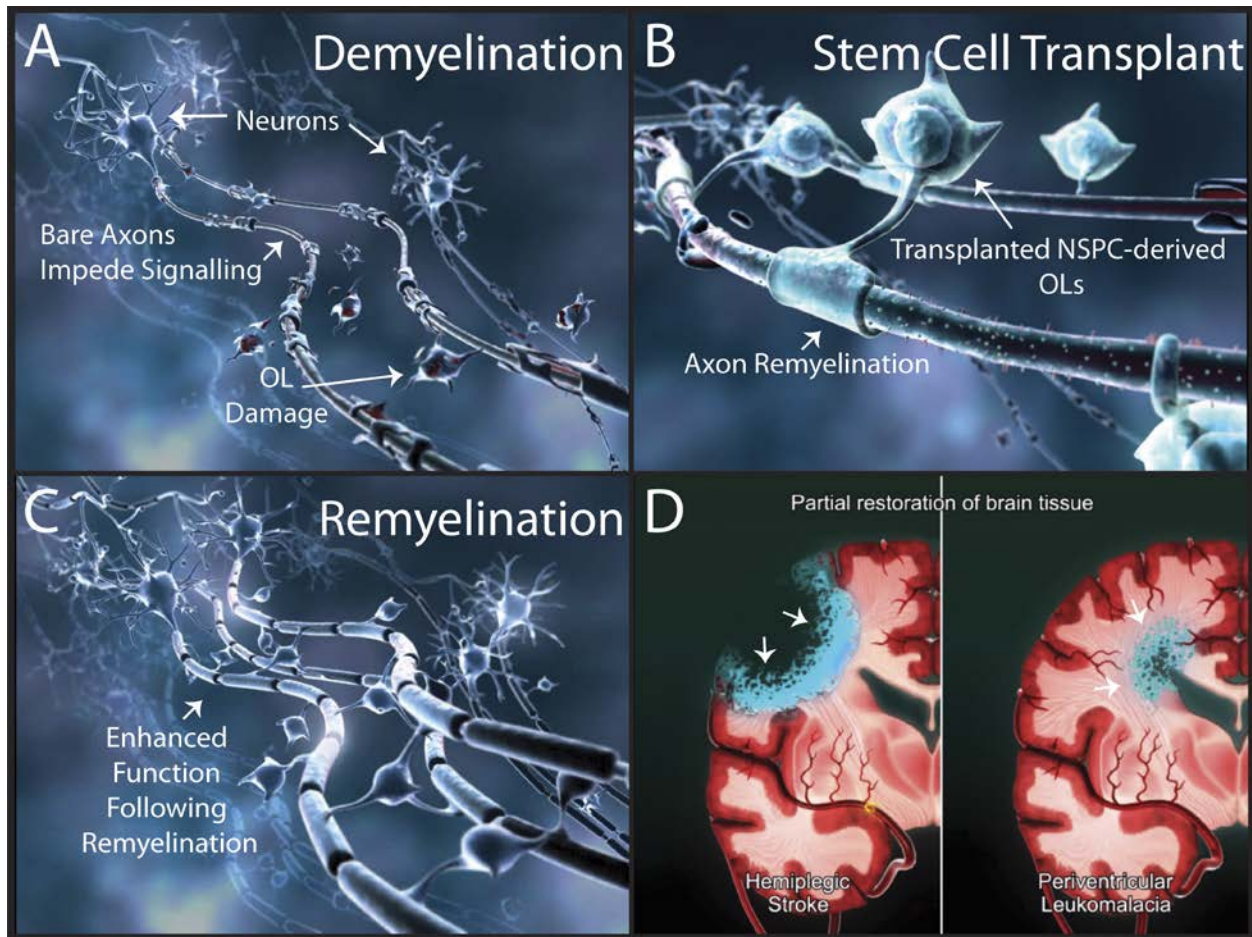 A
Demyelination
Neurons
Bare Axons
Impede Signalling
OL
Damage
B
Stem Cell Transplant
Transplanted NSPC-derived
OLs
Axon Remyelination
C
Remyelination
Enhanced
Function
Following
Remyelination
D
Partial restoration of brain tissue
Hemiplegic
Stroke
Periventricular
Leukomalacia